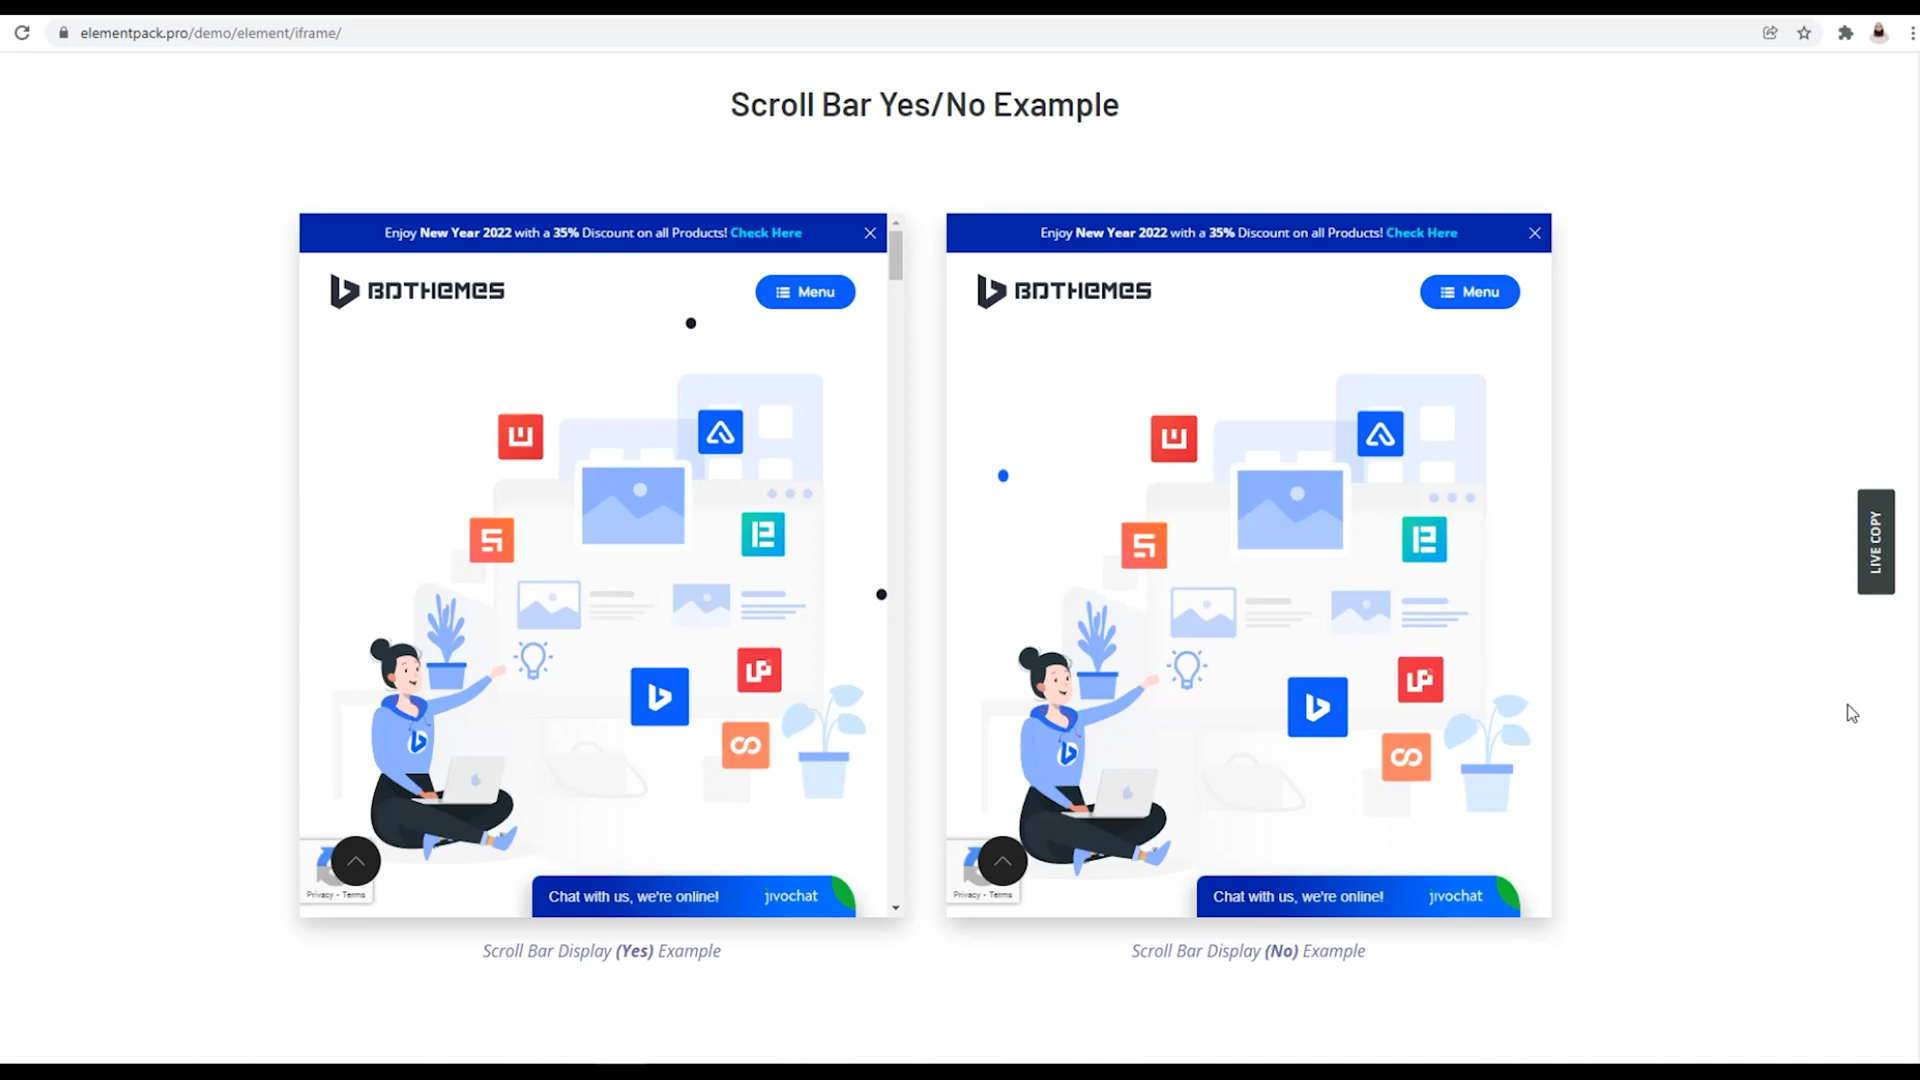 elementpack.pro/demo/element/iframe/
Scroll Bar Yes/No Example
Enjoy New Year 2022 with a 35% Discount on all Products! Check Here
BDTHEMES
Menu
Privacy - Terms
Chat with us, we're online!
jivochat
Scroll Bar Display (Yes) Example
Enjoy New Year 2022 with a 35% Discount on all Products! Check Here
BDTHEMES
Menu
Privacy - Terms
Chat with us, we're online!
jivochat
Scroll Bar Display (No) Example
LIVE COPY